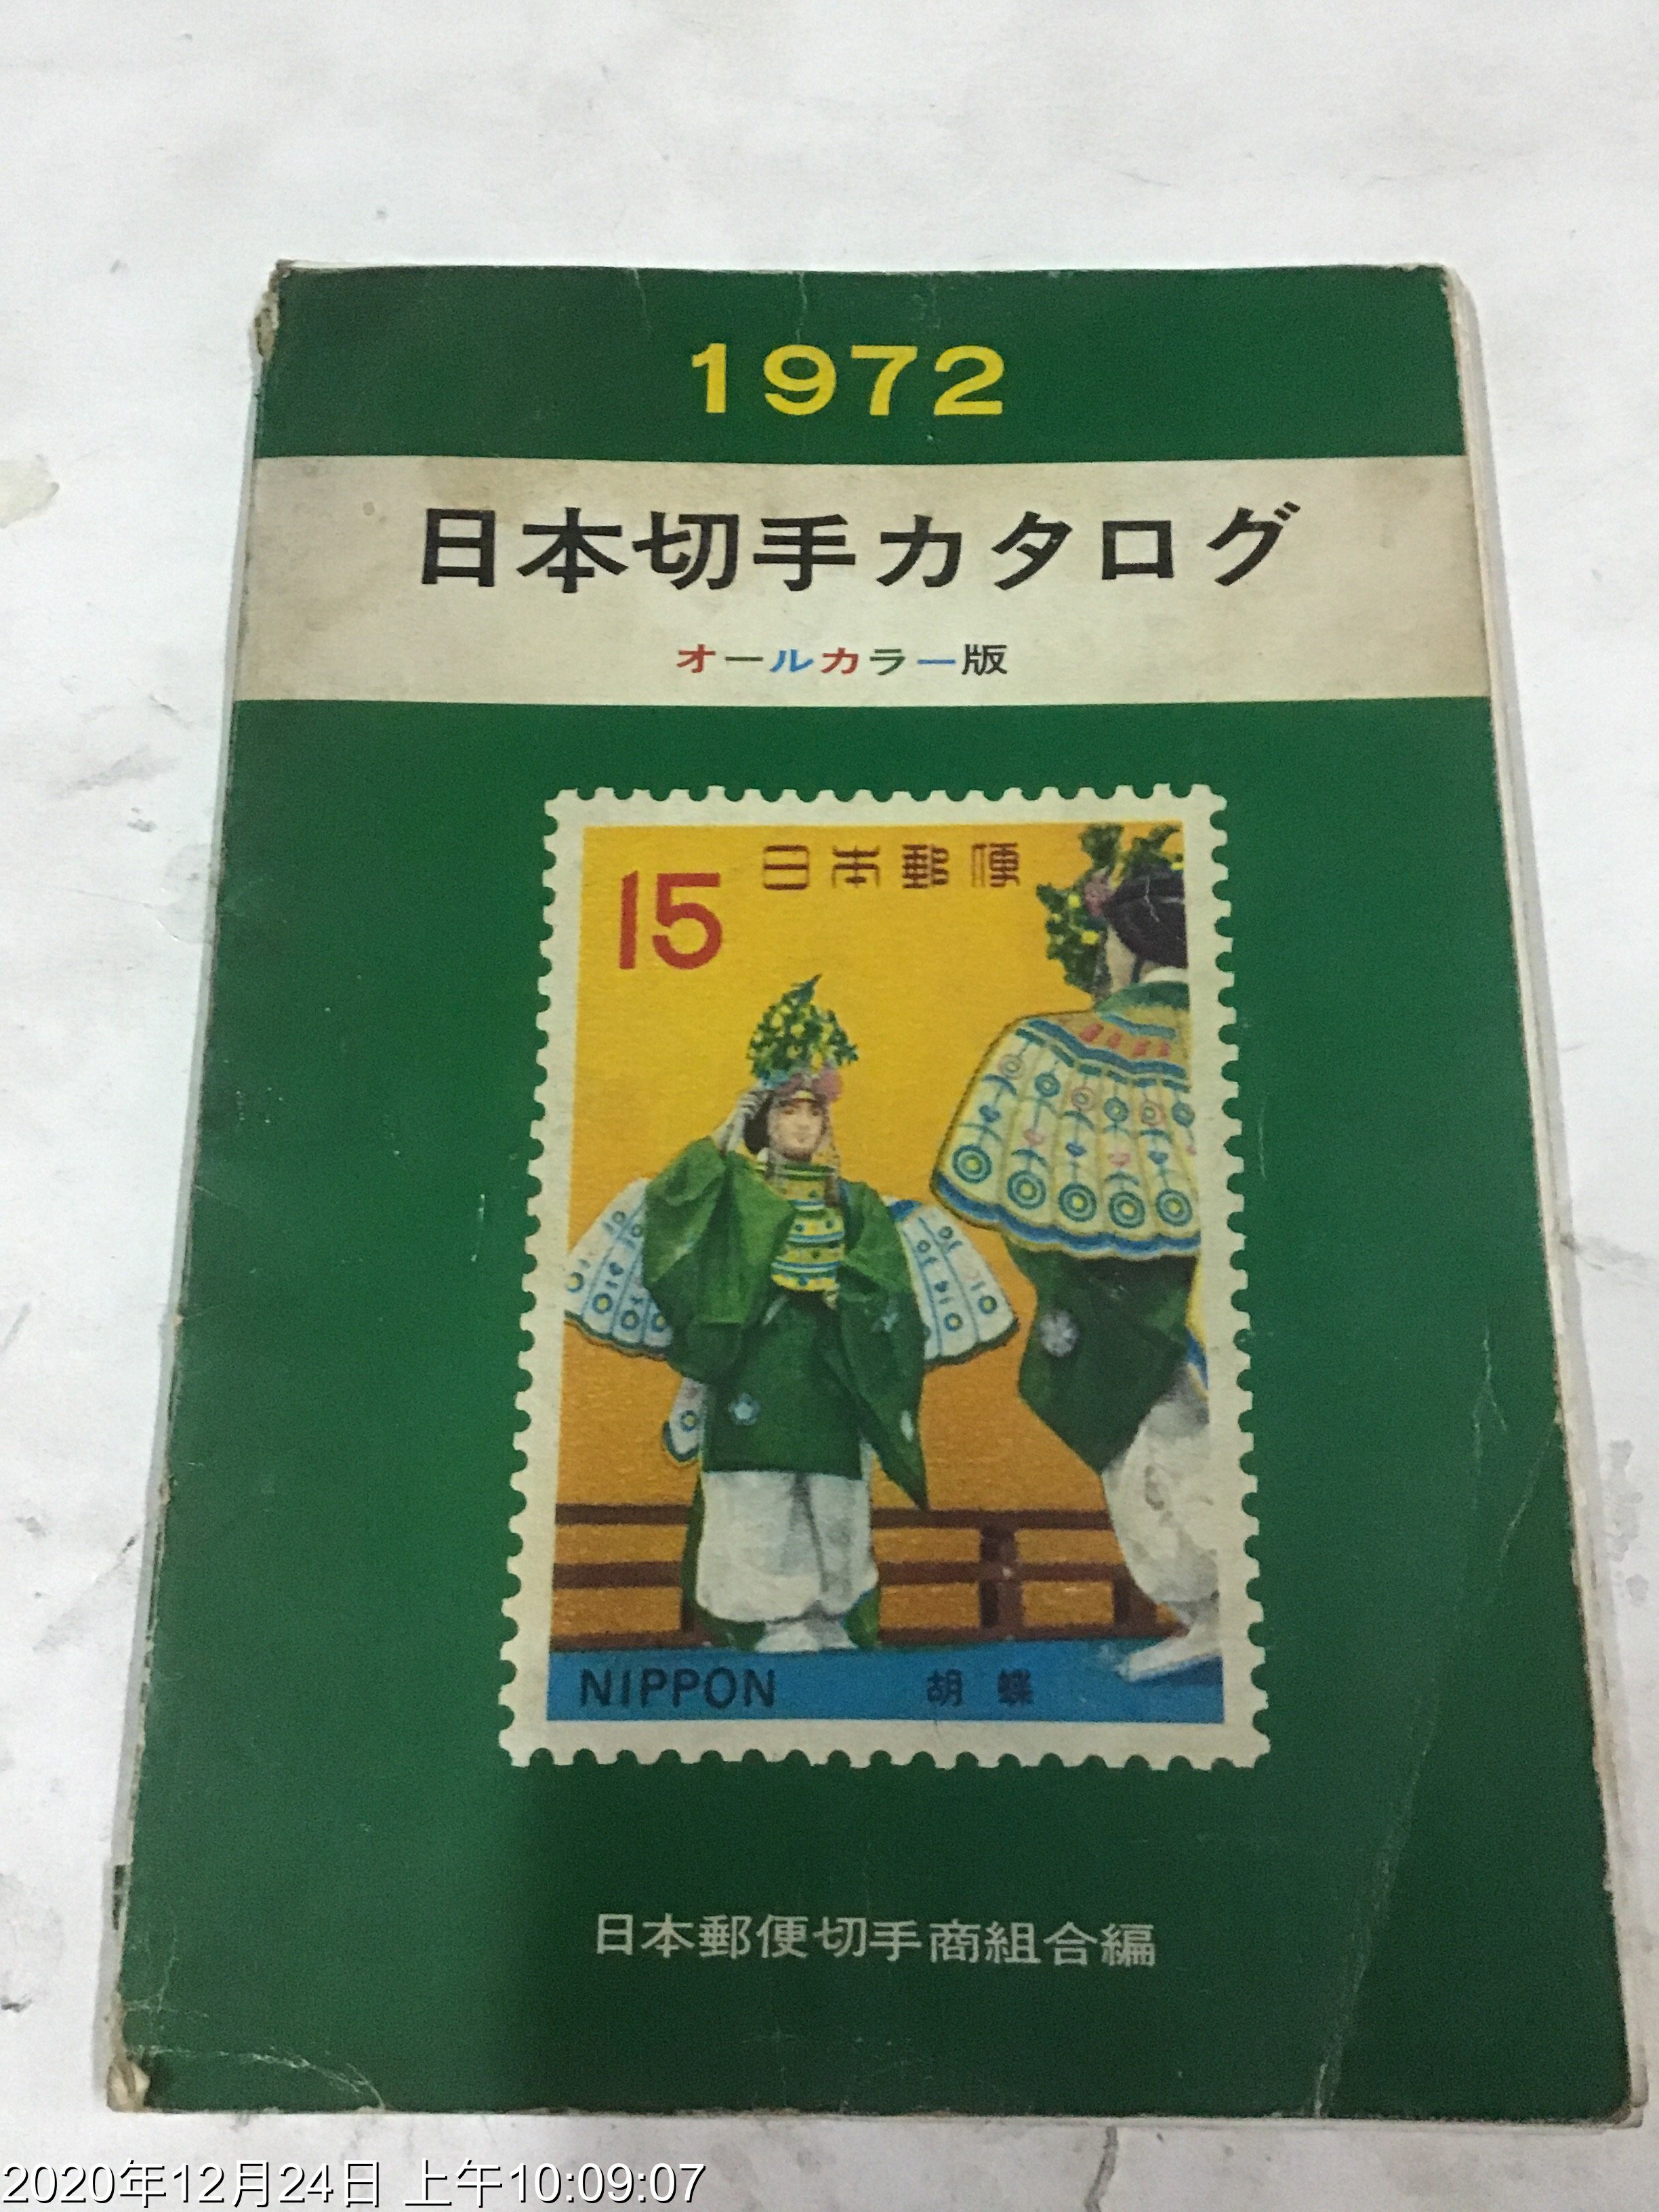 1972
日本切手カタログ
オールカラー版
15 日本郵便
NIPPON 胡蝶
日本郵便切手商組合編
2020年12月24日 上午10:09:07